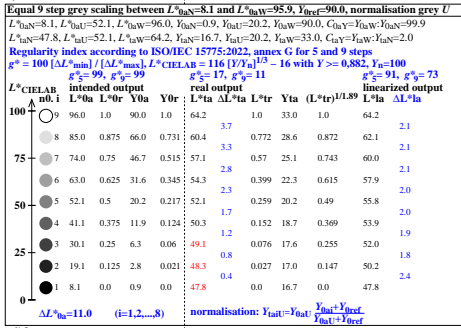 Equal 9 step grey scaling between L*0aN=8.1 and L*0aW=95.9, Y0ref=90.0, normalisation grey U
L*0aN=8.1, L*0aU=52.1, L*0aW=96.0, Y0aN=0.9, Y0aU=20.2, Y0aW=90.0, C0aY=Y0aW:Y0aN=99.9
L*taN=47.8, L*taU=52.1, L*taW=64.2, YtaN=16.7, YtaU=20.2, YtaW=33.0, CtaY=YtaW:YtaN=2.0
Regularity index according to ISO/IEC 15775:2022, annex G for 5 and 9 steps
g* = 100 [ΔL*min] / [ΔL*max], L*CIELAB = 116 [Y/Yn]1/3 − 16 with Y >= 0,882, Yn=100
g*5= 99, g*9= 99 g*5= 17, g*9= 11 g*5= 91, g*9= 73
L*CIELAB intended output real output linearized output
n0. i L*0a L*0r Y0a Y0r L*ta ΔL*ta L*tr Yta (L*tr)1/1.89 L*la ΔL*la
100
9 96.0 1.0 90.0 1.0 64.2 1.0 33.0 1.0 64.2
3.7 2.1
8 85.0 0.875 66.0 0.731 60.4 0.772 28.6 0.872 62.1
3.3 2.1
75
7 74.0 0.75 46.7 0.515 57.1 0.57 25.1 0.743 60.0
2.8 2.1
6 63.0 0.625 31.6 0.345 54.3 0.399 22.3 0.615 57.9
2.3 2.0
50
5 52.1 0.5 20.2 0.217 52.1 0.259 20.2 0.49 55.8
1.7 2.0
4 41.1 0.375 11.9 0.124 50.3 0.152 18.7 0.369 53.9
1.2 1.9
25
3 30.1 0.25 6.3 0.06 49.1 0.076 17.6 0.255 52.0
0.8 1.8
2 19.1 0.125 2.8 0.021 48.3 0.027 17.0 0.147 50.2
0.4 2.4
0
1 8.1 0.0 0.9 0.0 47.8 0.0 16.7 0.0 47.8
ΔL*0a=11.0 (i=1,2,...,8) normalisation: YtaiU=Y0aU Y0ai+Y0ref
Y0aU+Y0ref